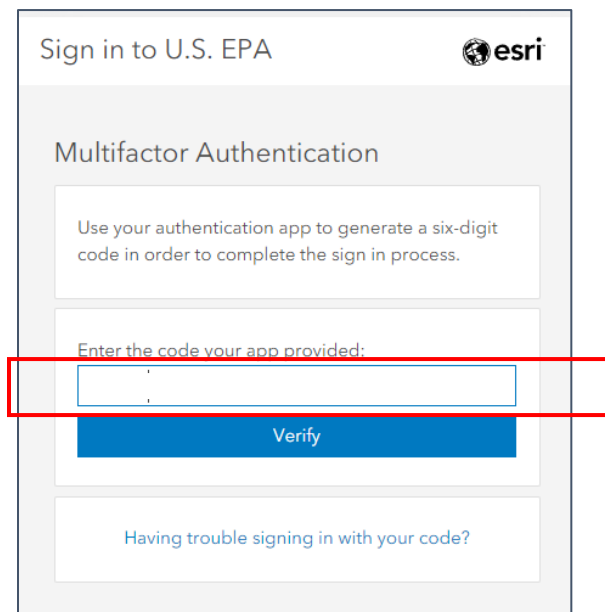 Sign in to U.S. EPA
esri
Multifactor Authentication
Use your authentication app to generate a six-digit
code in order to complete the sign in process.
Enter the code your app provided:
Verify
Having trouble signing in with your code?